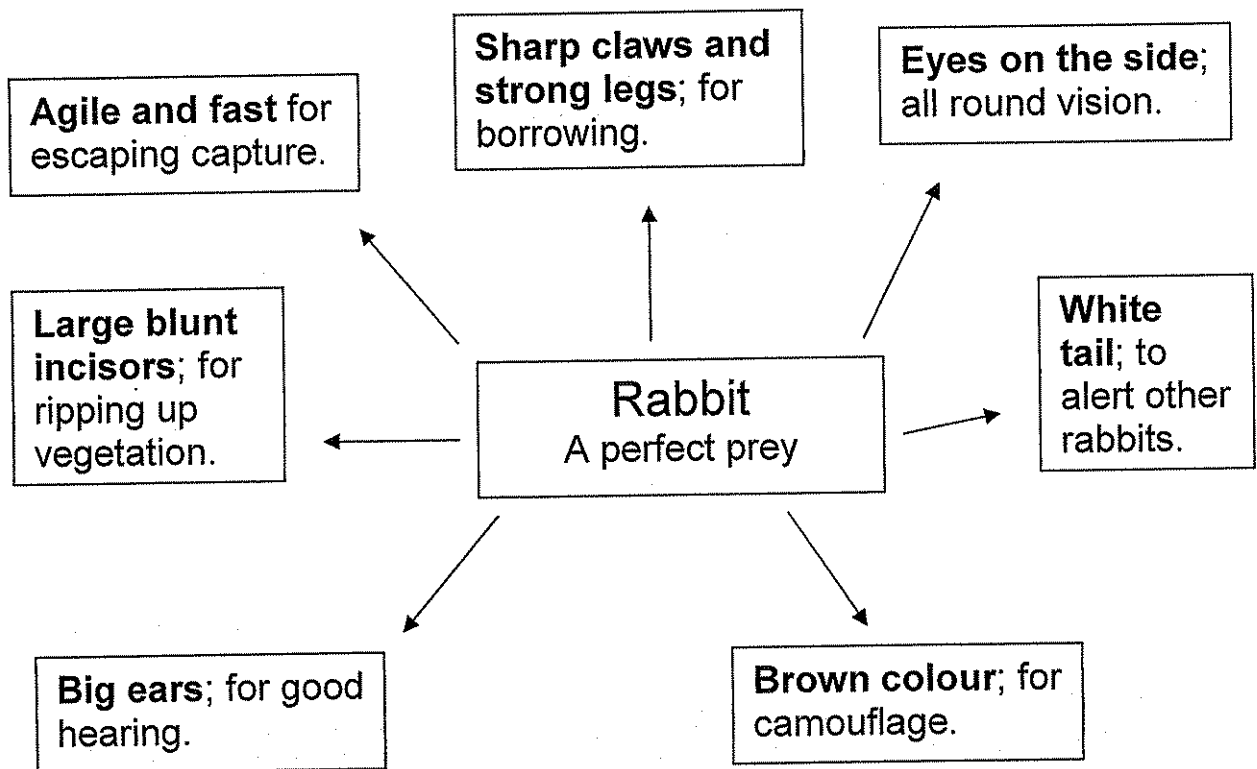 Sharp claws and
strong legs; for
borrowing.
Eyes on the side;
all round vision.
Agile and fast for
escaping capture.
Large blunt
incisors; for
ripping up
vegetation.
Rabbit
A perfect prey
White
tail; to
alert other
rabbits.
Big ears; for good
hearing.
Brown colour; for
camouflage.